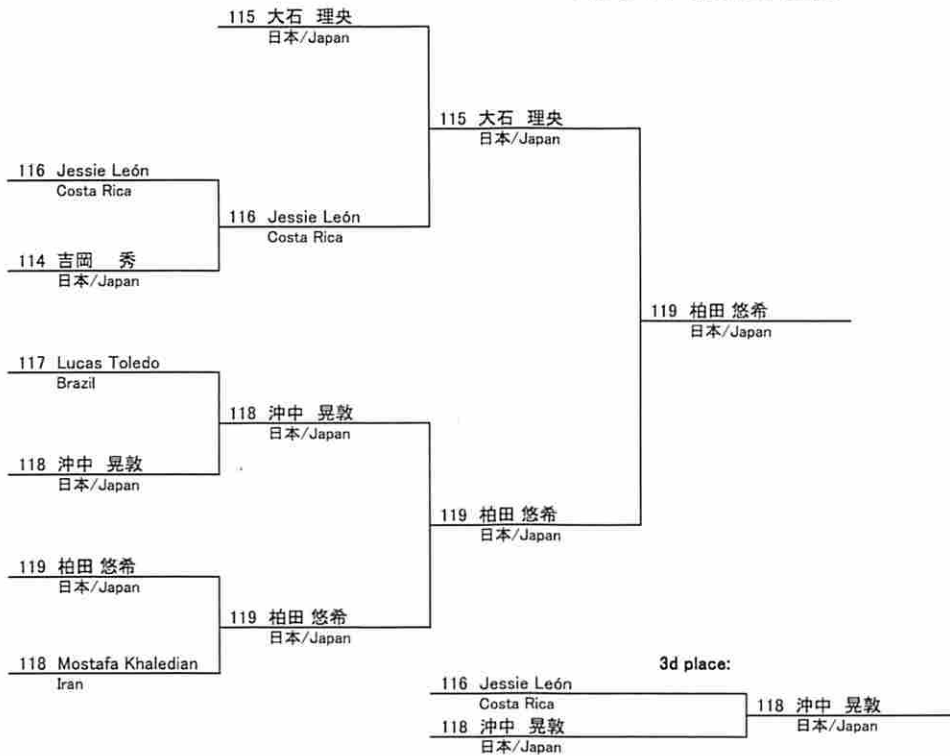 115 大石 理央
日本/Japan
115 大石 理央
日本/Japan
116 Jessie León
Costa Rica
116 Jessie León
Costa Rica
114 吉岡 秀
日本/Japan
119 柏田 悠希
日本/Japan
117 Lucas Toledo
Brazil
118 沖中 晃敦
日本/Japan
118 沖中 晃敦
日本/Japan
119 柏田 悠希
日本/Japan
119 柏田 悠希
日本/Japan
119 柏田 悠希
日本/Japan
118 Mostafa Khaledian
Iran
3d place:
116 Jessie León
Costa Rica
118 沖中 晃敦
日本/Japan
118 沖中 晃敦
日本/Japan